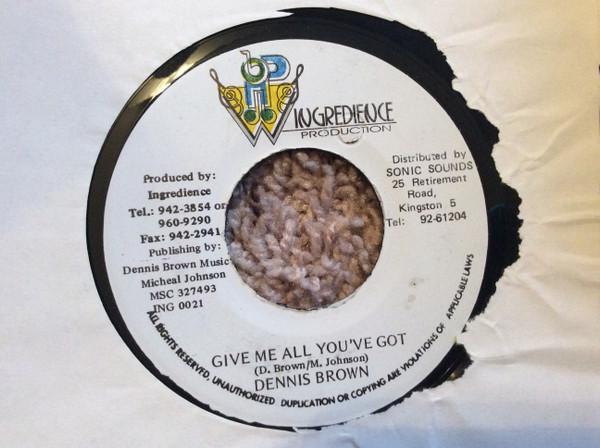 INGREDIENCE
PRODUCTION
Produced by:
Ingredience
Tel.: 942-3854 or
960-9290
Fax: 942-2941
Publishing by:
Dennis Brown Music
Micheal Johnson
MSC 327493
ING 0021
Distributed by
SONIC SOUNDS
25 Retirement
Road,
Kingston 5
Tel: 92-61204
GIVE ME ALL YOU'VE GOT
(D. Brown/M. Johnson)
DENNIS BROWN
ALL RIGHTS RESERVED, UNAUTHORIZED DUPLICATION OR COPYING ARE VIOLATIONS OF APPLICABLE LAWS